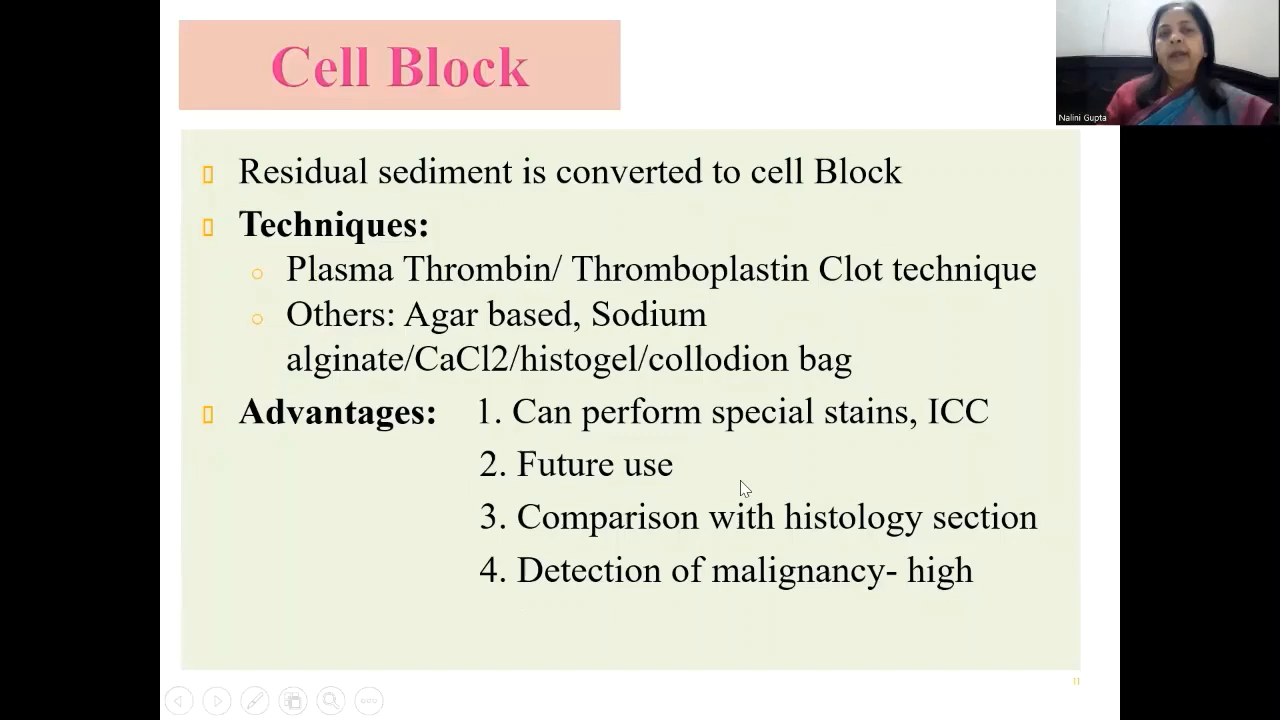 Cell Block
Nalini Gupta
Residual sediment is converted to cell Block
Techniques:
Plasma Thrombin/ Thromboplastin Clot technique
Others: Agar based, Sodium
alginate/CaCl2/histogel/collodion bag
Advantages: 1. Can perform special stains, ICC
2. Future use
3. Comparison with histology section
4. Detection of malignancy- high
11